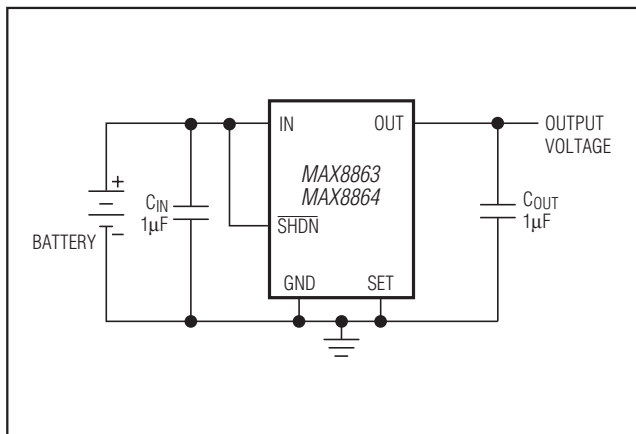 IN
OUT
OUTPUT
VOLTAGE
MAX8863
MAX8864
+
CIN
1µF
COUT
1µF
SHDN
−
BATTERY
GND
SET